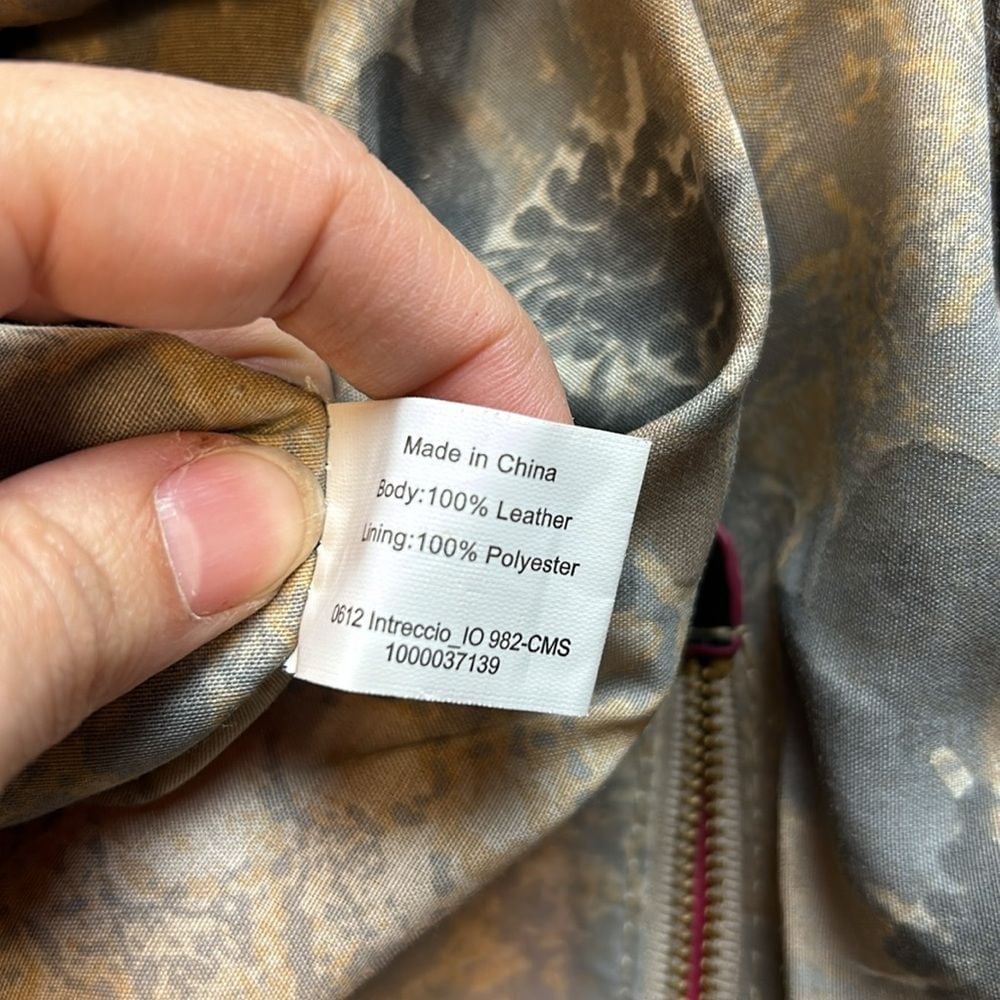 Made in China
Body:100% Leather
Lining:100% Polyester
0612 Intreccio_IO 982-CMS
1000037139